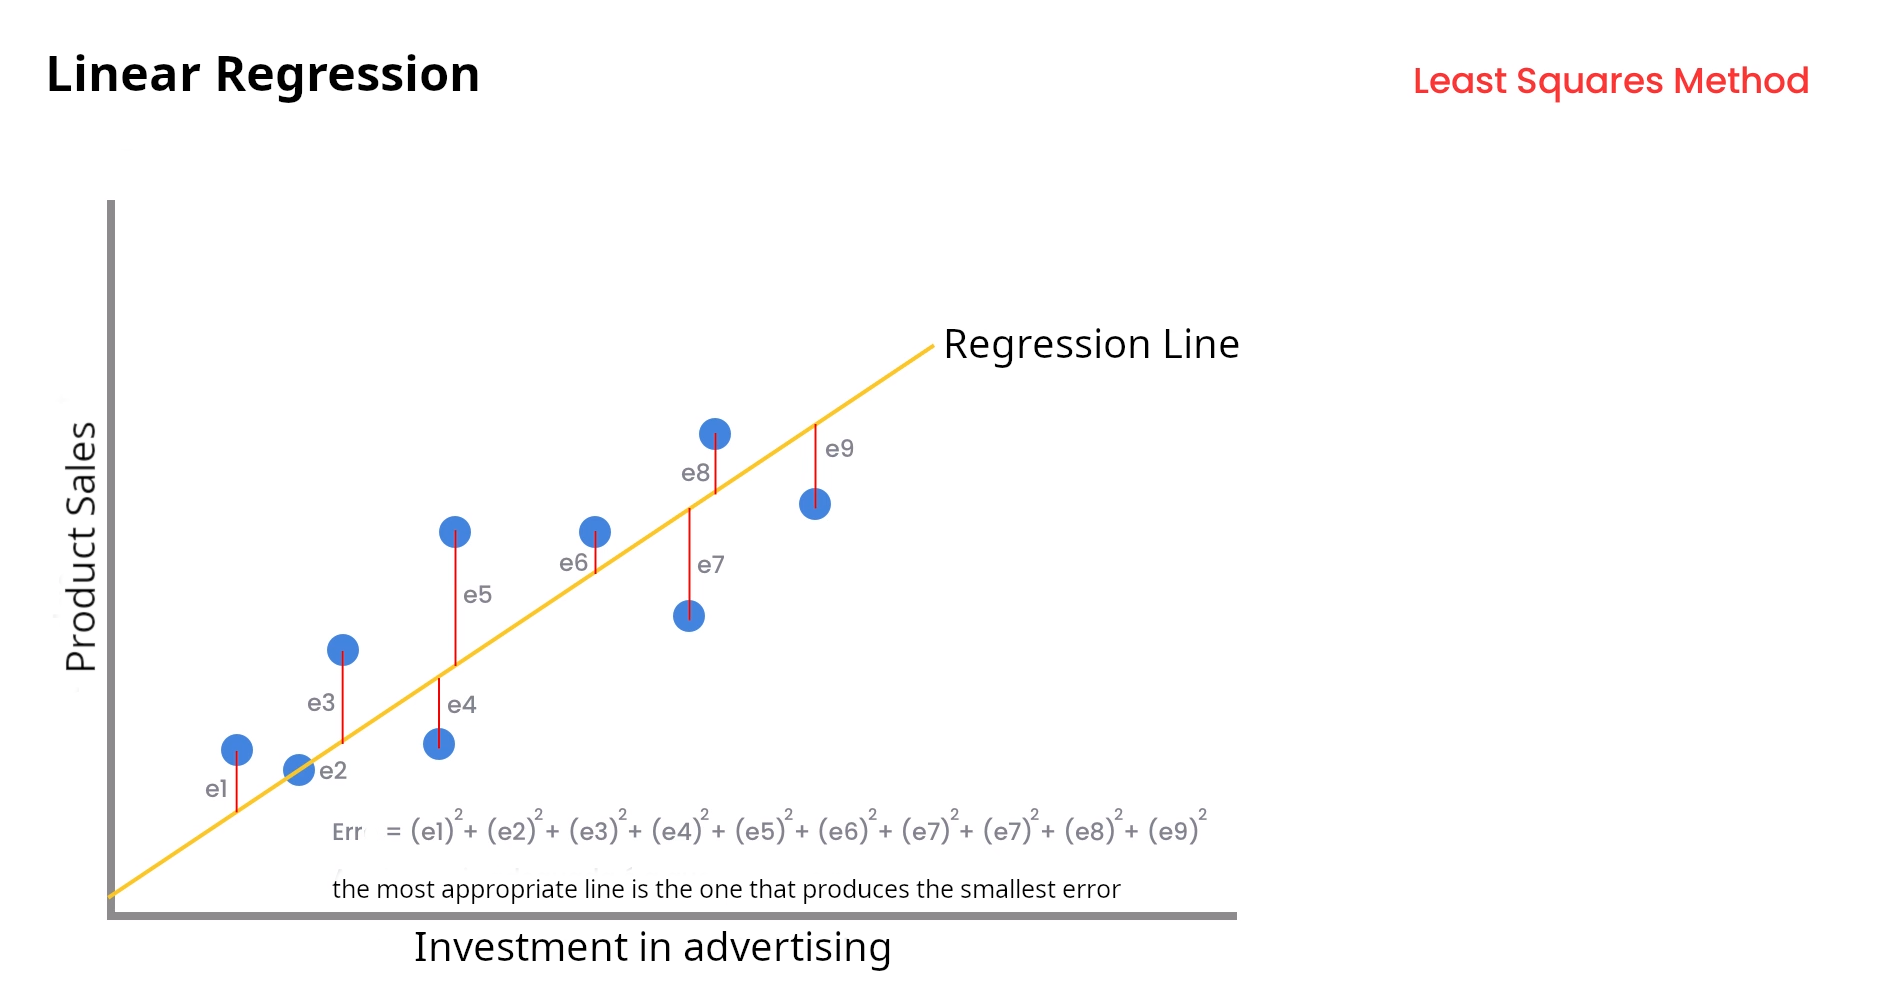 Linear Regression
Least Squares Method
Regression Line
Product Sales
e9
e8
e6
e7
e5
e3
e4
e2
e1
Err = (e1)² + (e2)² + (e3)² + (e4)² + (e5)² + (e6)² + (e7)² + (e7)² + (e8)² + (e9)²
the most appropriate line is the one that produces the smallest error
Investment in advertising